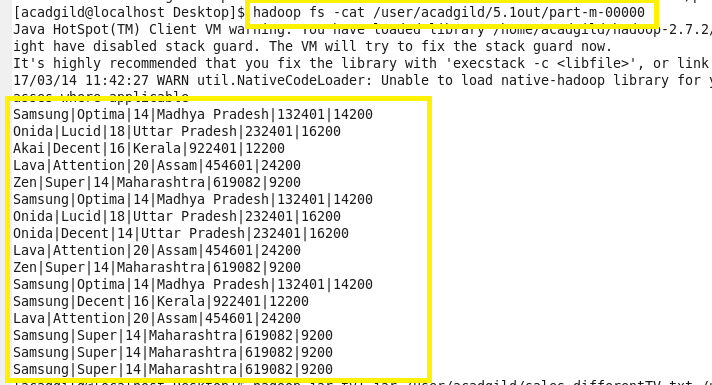 [acadgild@localhost Desktop]$ hadoop fs -cat /user/acadgild/5.1out/part-m-00000
Java HotSpot(TM) Client VM warning: You have loaded library /home/acadgild/hadoop-2.7.2/
ight have disabled stack guard. The VM will try to fix the stack guard now.
It's highly recommended that you fix the library with 'execstack -c <libfile>', or link
17/03/14 11:42:27 WARN util.NativeCodeLoader: Unable to load native-hadoop library for y
asses where applicable
Samsung|Optima|14|Madhya Pradesh|132401|14200
Onida|Lucid|18|Uttar Pradesh|232401|16200
Akai|Decent|16|Kerala|922401|12200
Lava|Attention|20|Assam|454601|24200
Zen|Super|14|Maharashtra|619082|9200
Samsung|Optima|14|Madhya Pradesh|132401|14200
Onida|Lucid|18|Uttar Pradesh|232401|16200
Onida|Decent|14|Uttar Pradesh|232401|16200
Lava|Attention|20|Assam|454601|24200
Zen|Super|14|Maharashtra|619082|9200
Samsung|Optima|14|Madhya Pradesh|132401|14200
Samsung|Decent|16|Kerala|922401|12200
Lava|Attention|20|Assam|454601|24200
Samsung|Super|14|Maharashtra|619082|9200
Samsung|Super|14|Maharashtra|619082|9200
Samsung|Super|14|Maharashtra|619082|9200